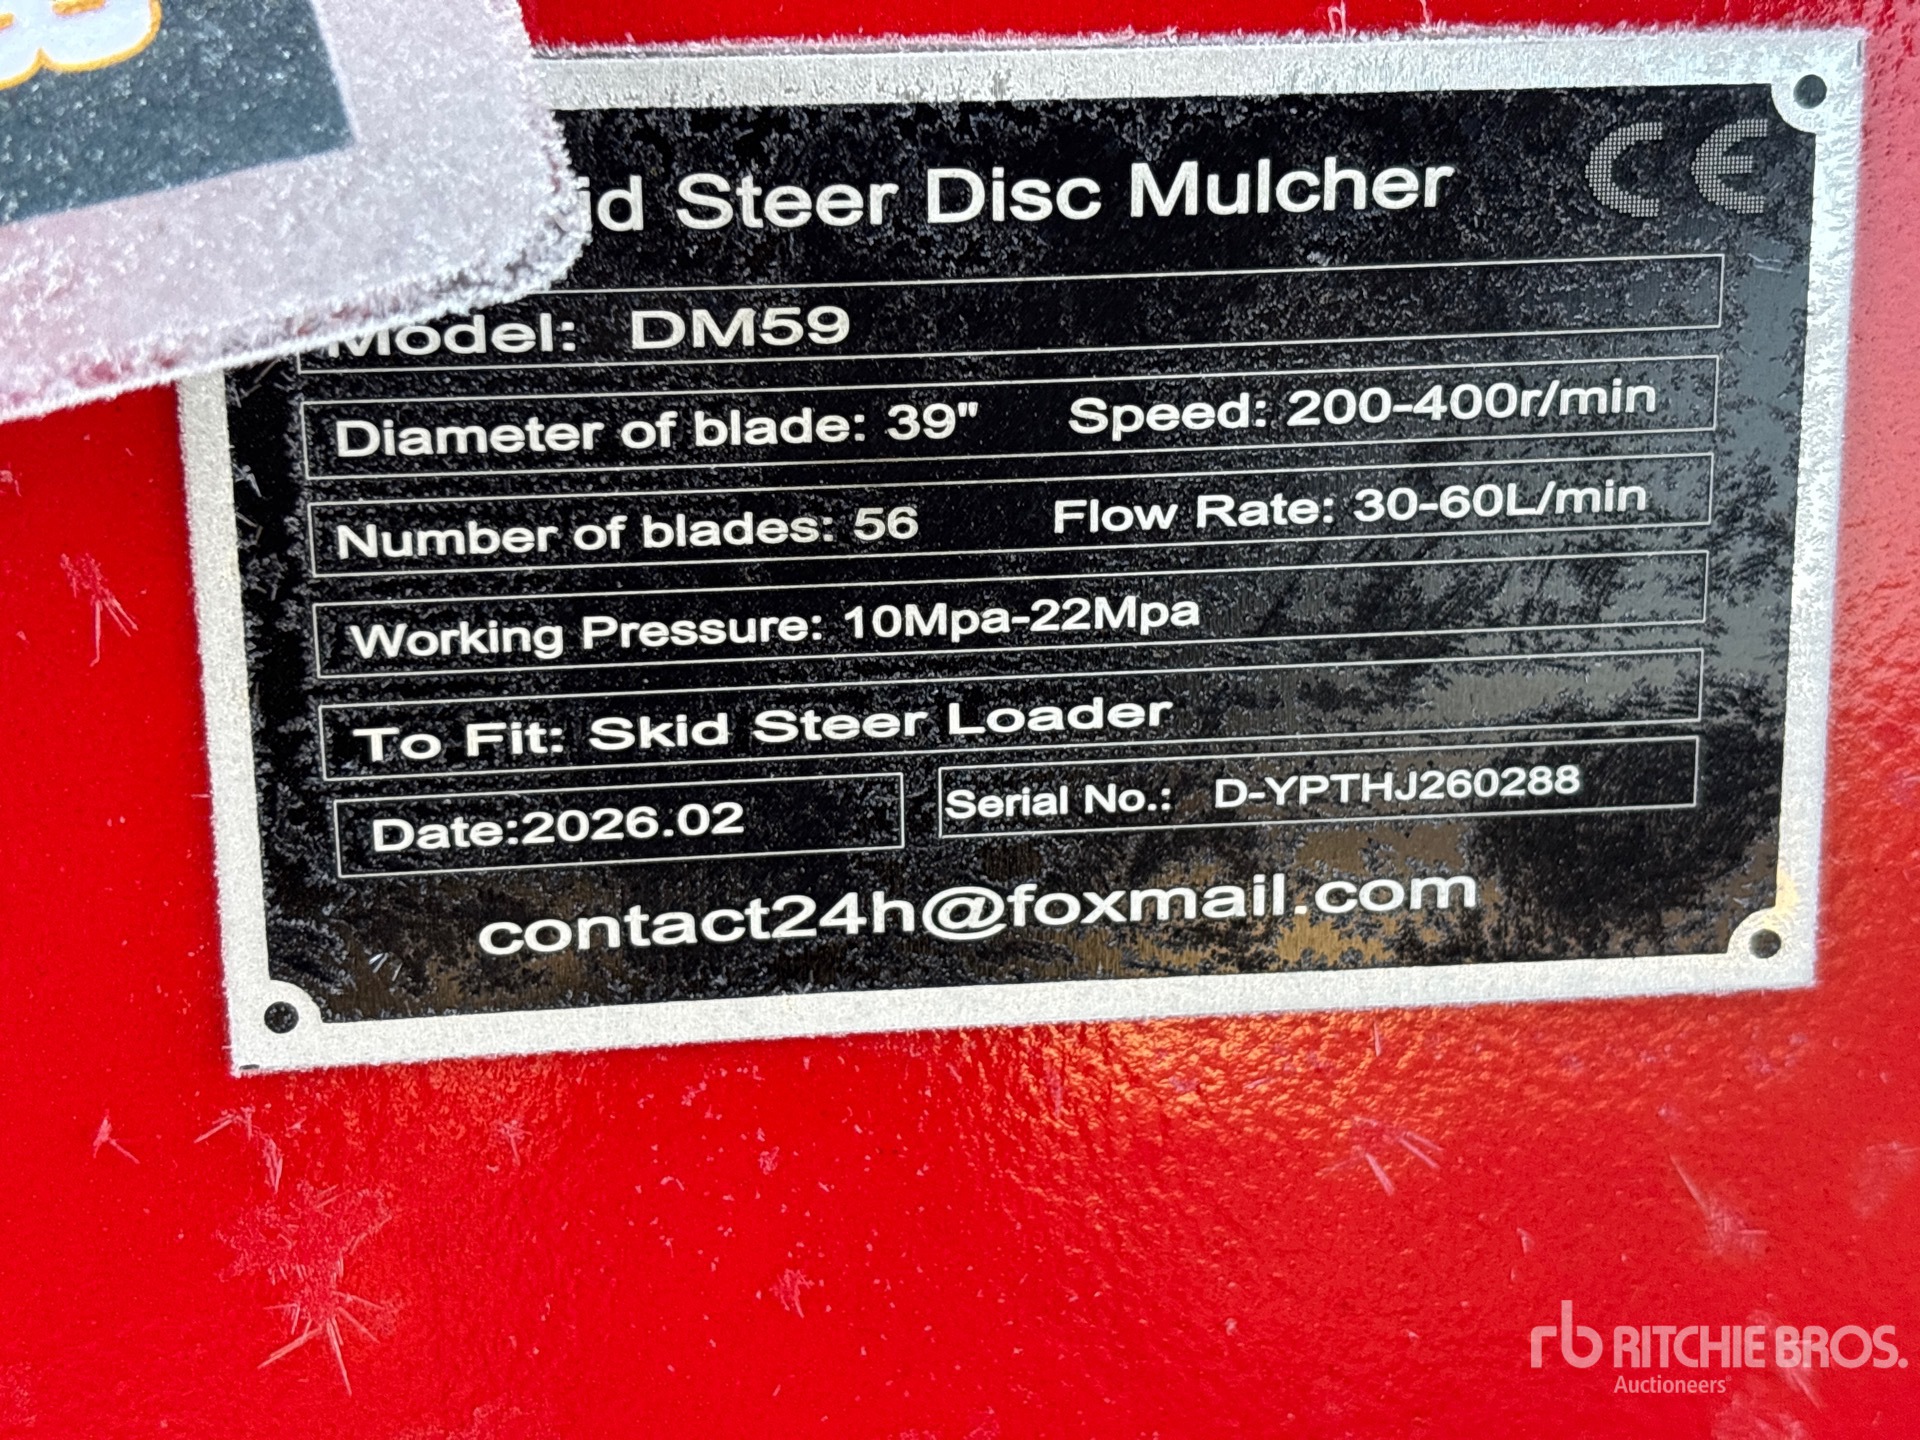 id Steer Disc Mulcher
CE
Model: DM59
Diameter of blade: 39" Speed: 200-400r/min
Number of blades: 56 Flow Rate: 30-60L/min
Working Pressure: 10Mpa-22Mpa
To Fit: Skid Steer Loader
Date:2026.02 Serial No.: D-YPTHJ260288
contact24h@foxmail.com
rb RITCHIE BROS.
Auctioneers